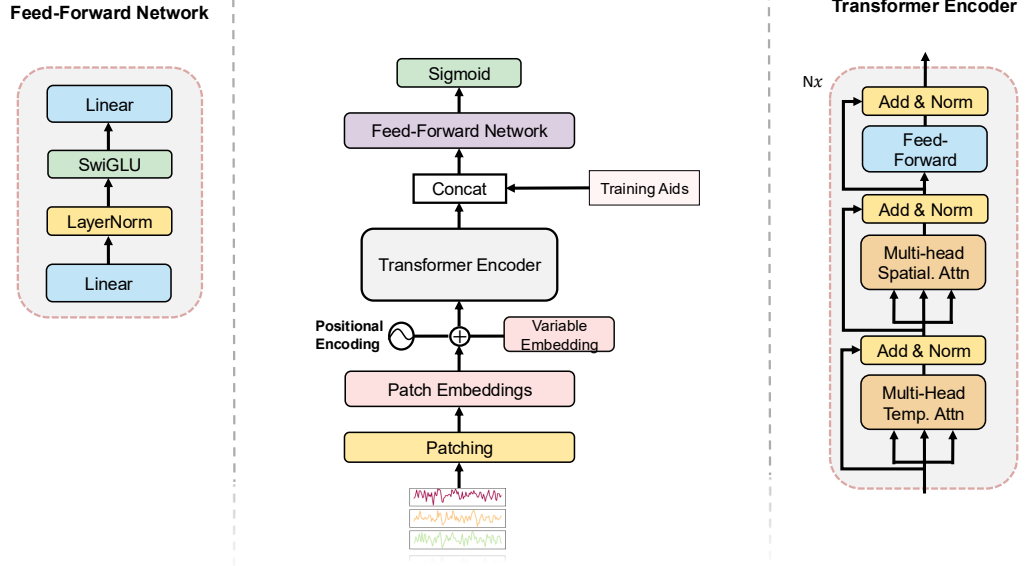 Feed-Forward Network
Linear
SwiGLU
LayerNorm
Linear
Sigmoid
Feed-Forward Network
Concat
Training Aids
Transformer Encoder
Positional
Encoding
Variable
Embedding
Patch Embeddings
Patching
Transformer Encoder
Nx
Add & Norm
Feed-
Forward
Add & Norm
Multi-head
Spatial. Attn
Add & Norm
Multi-Head
Temp. Attn